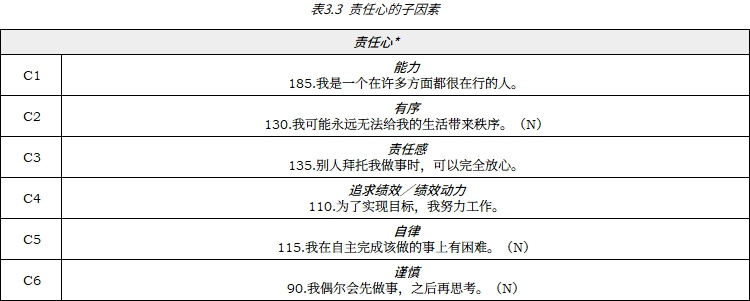 表3.3 责任心的子因素
责任心*
C1
能力
185.我是一个在许多方面都很在行的人。
C2
有序
130.我可能永远无法给我的生活带来秩序。（N）
C3
责任感
135.别人拜托我做事时，可以完全放心。
C4
追求绩效／绩效动力
110.为了实现目标，我努力工作。
C5
自律
115.我在自主完成该做的事上有困难。（N）
C6
谨慎
90.我偶尔会先做事，之后再思考。（N）